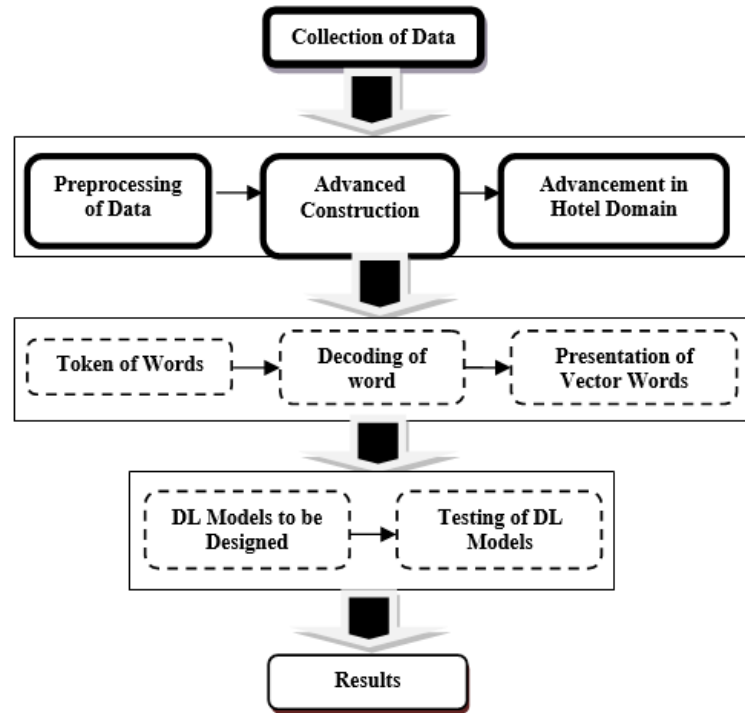 Collection of Data
Preprocessing
of Data
Advanced
Construction
Advancement in
Hotel Domain
Token of Words
Decoding of
word
Presentation of
Vector Words
DL Models to be
Designed
Testing of DL
Models
Results